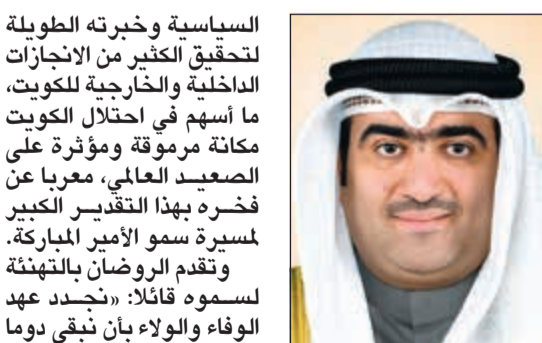 السياسية وخبرته الطويلة
لتحقيق الكثير من الانجازات
الداخلية والخارجية للكويت،
ما أسهم في احتلال الكويت
مكانة مرموقة ومؤثرة على
الصعيد العالمي، معربا عن
فخره بهذا التقدير الكبير
لمسيرة سمو الأمير المباركة.
وتقدم الروضان بالتهنئة
لسموه قائلا: «نجدد عهد
الوفاء والولاء بأن نبقى دوما